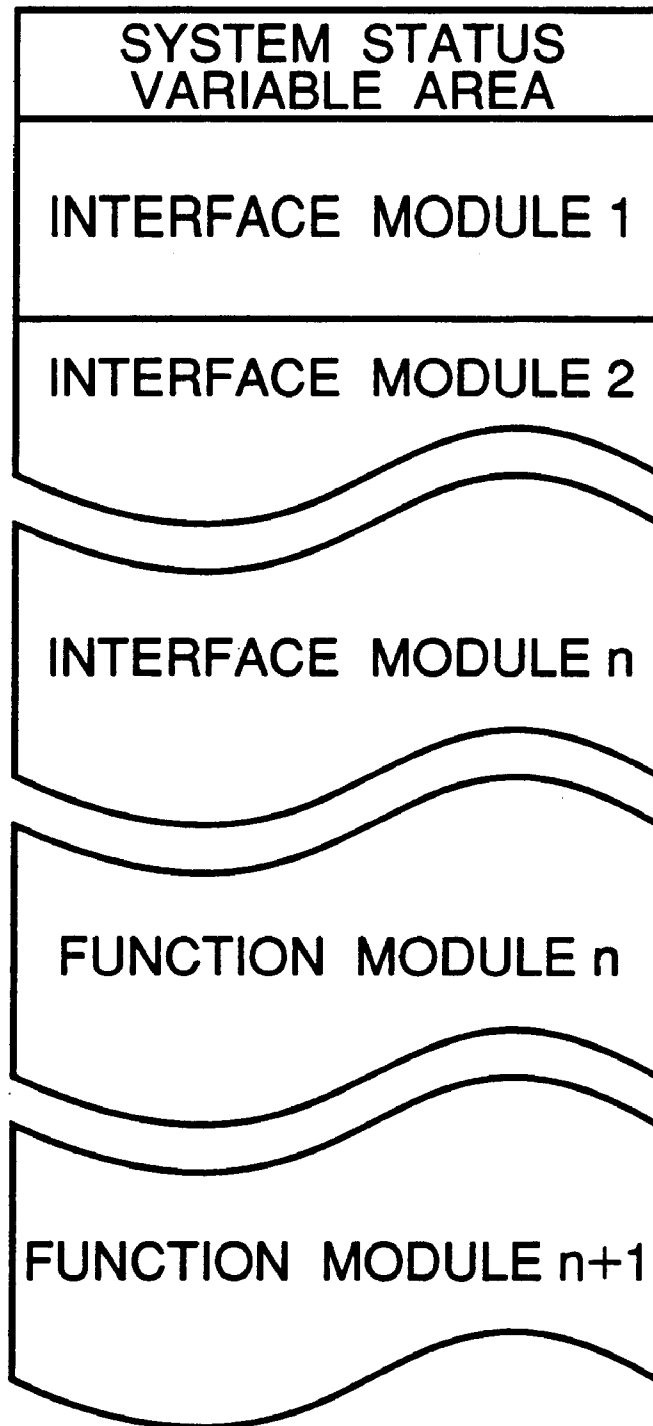 SYSTEM STATUS
VARIABLE AREA
INTERFACE MODULE 1
INTERFACE MODULE 2
INTERFACE MODULE n
FUNCTION MODULE n
FUNCTION MODULE n+1